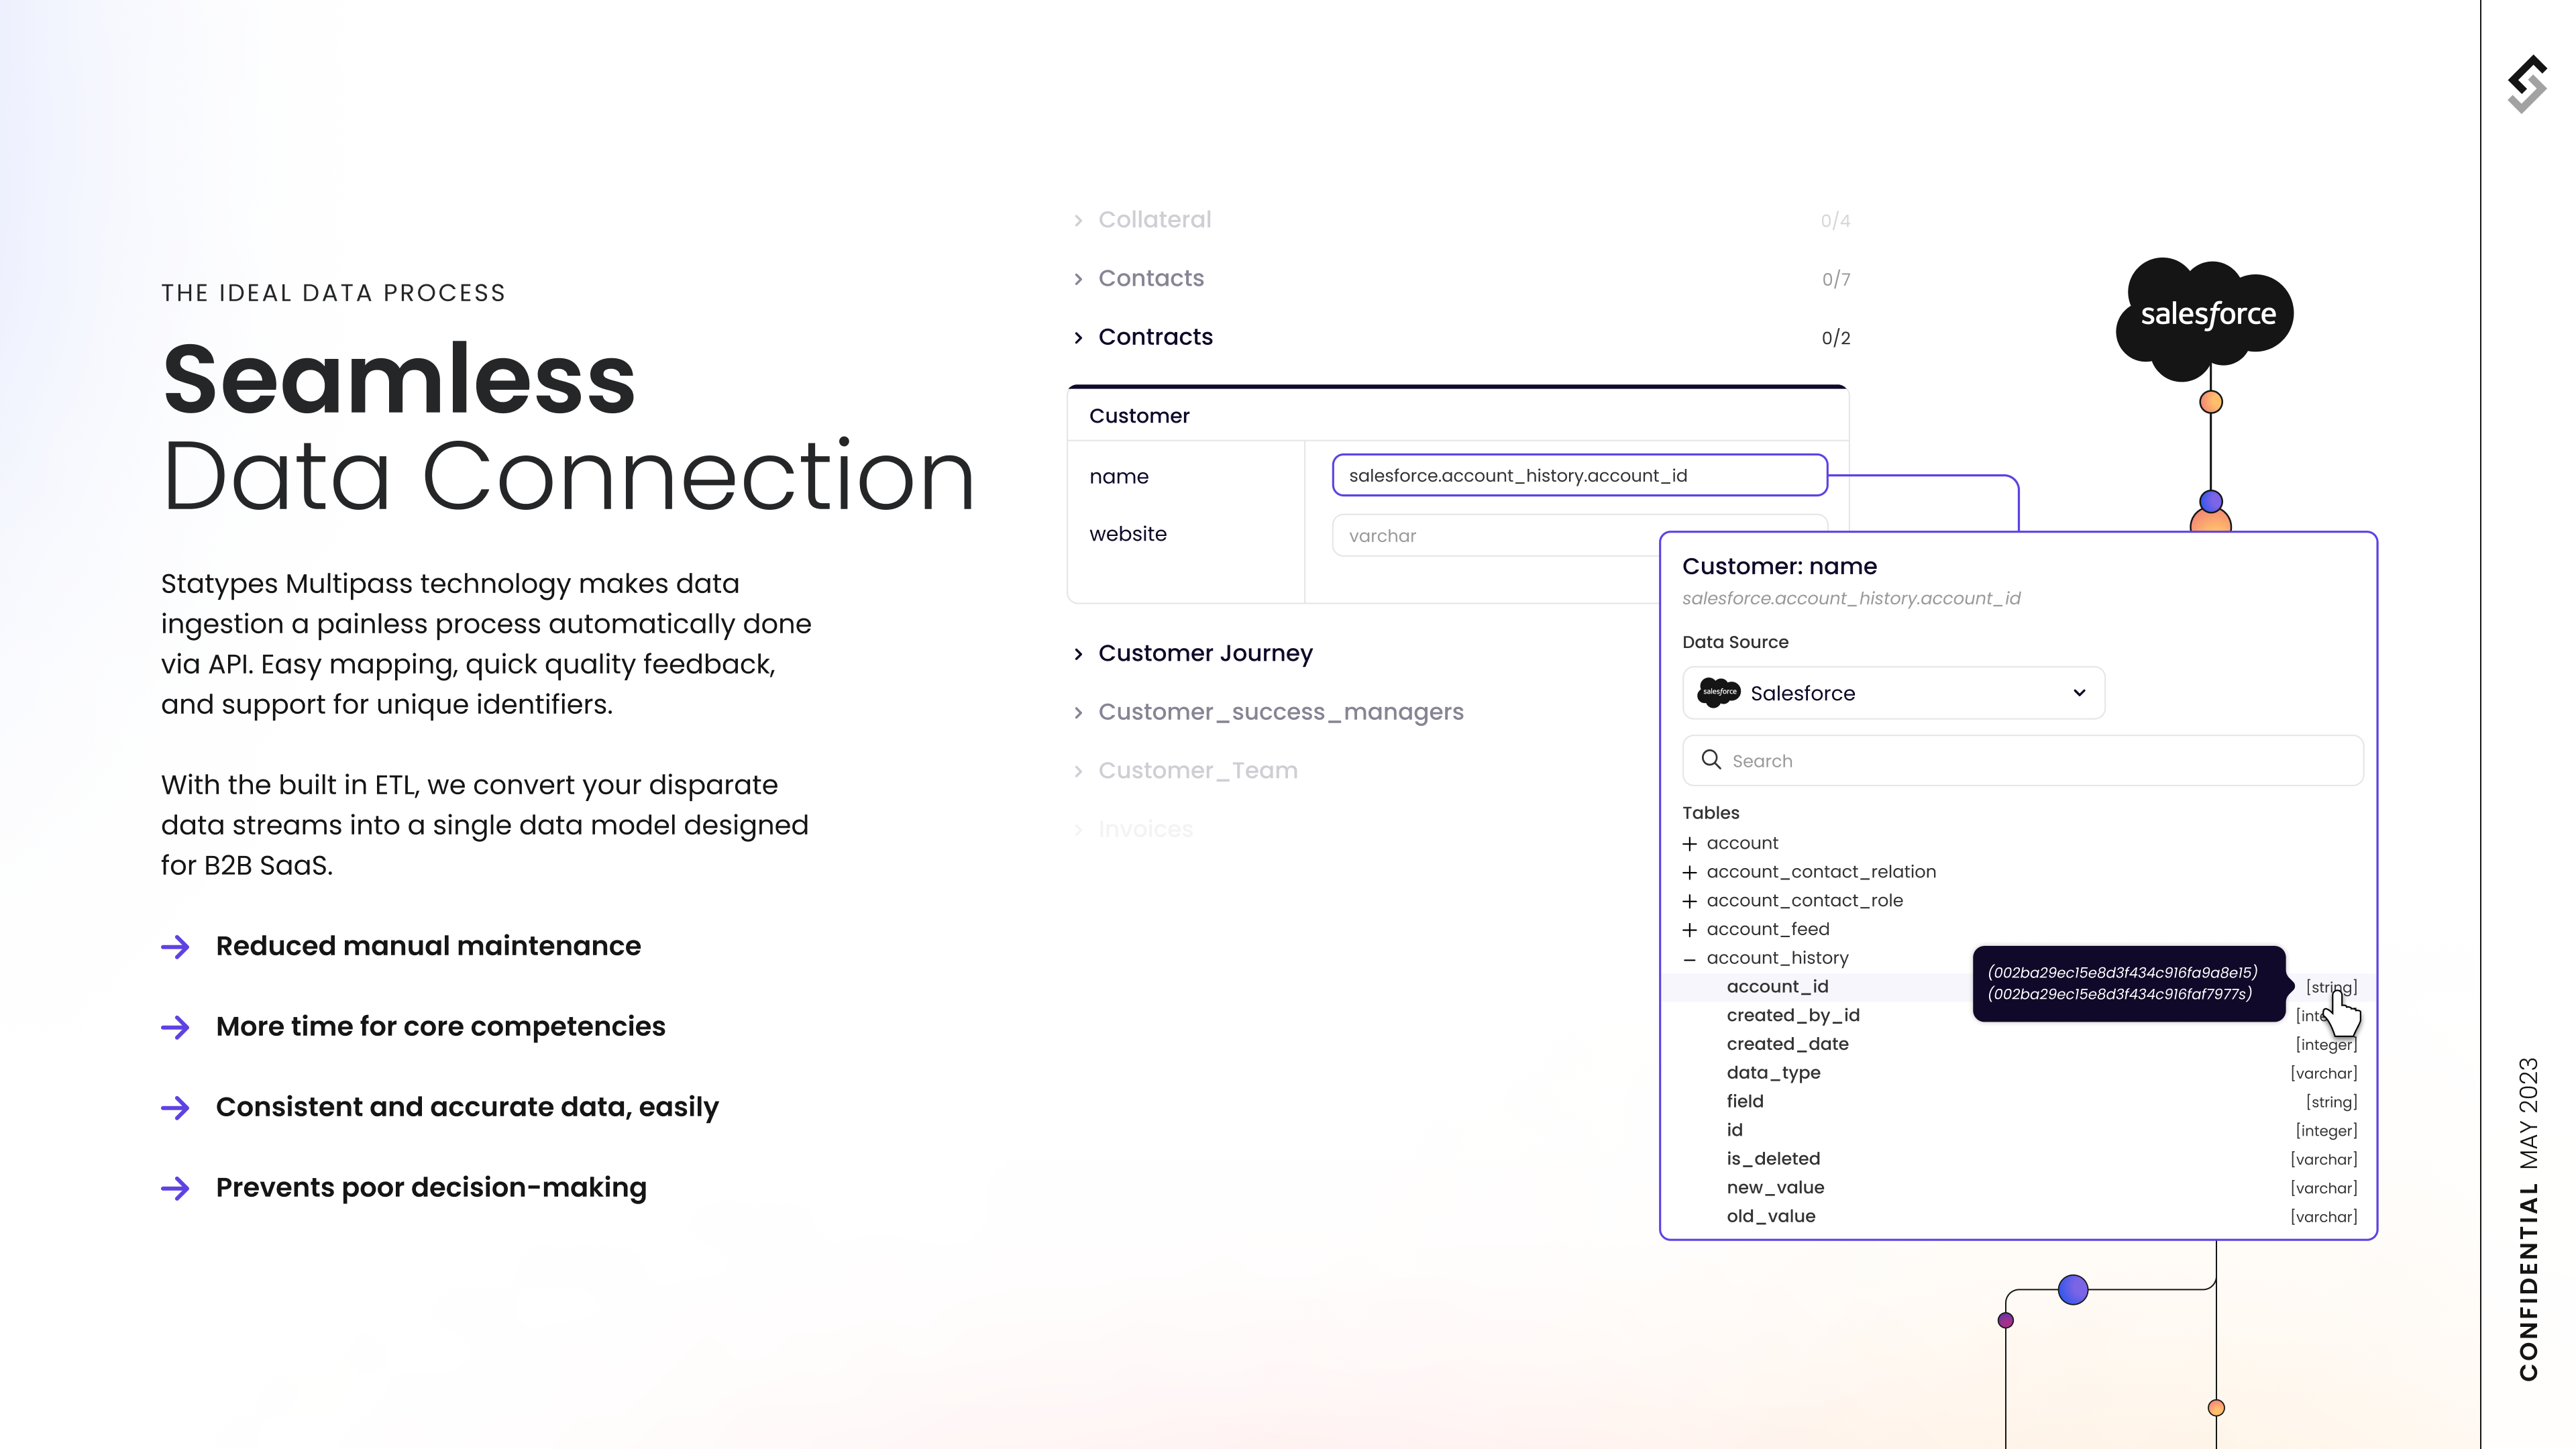 THE IDEAL DATA PROCESS
Seamless
Data Connection
Statypes Multipass technology makes data
ingestion a painless process automatically done
via API. Easy mapping, quick quality feedback,
and support for unique identifiers.
With the built in ETL, we convert your disparate
data streams into a single data model designed
for B2B SaaS.
Reduced manual maintenance
More time for core competencies
Consistent and accurate data, easily
Prevents poor decision-making
Collateral 0/4
Contacts 0/7
Contracts 0/2
Customer
name salesforce.account_history.account_id
website varchar
Customer Journey
Customer_success_managers
Customer_Team
Invoices
salesforce
Customer: name
salesforce.account_history.account_id
Data Source
salesforce Salesforce
Search
Tables
account
account_contact_relation
account_contact_role
account_feed
account_history
(002ba29ec15e8d3f434c916fa9a8e15)
(002ba29ec15e8d3f434c916faf7977s)
account_id [string]
created_by_id
created_date [integer]
data_type [varchar]
field [string]
id [integer]
is_deleted [varchar]
new_value [varchar]
old_value [varchar]
CONFIDENTIAL MAY 2023